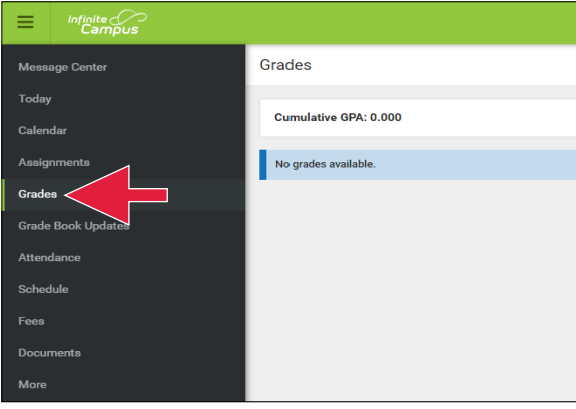 Infinite
Campus
Message Center
Today
Calendar
Assignments
Grades
Grade Book Updates
Attendance
Schedule
Fees
Documents
More
Grades
Cumulative GPA: 0.000
No grades available.